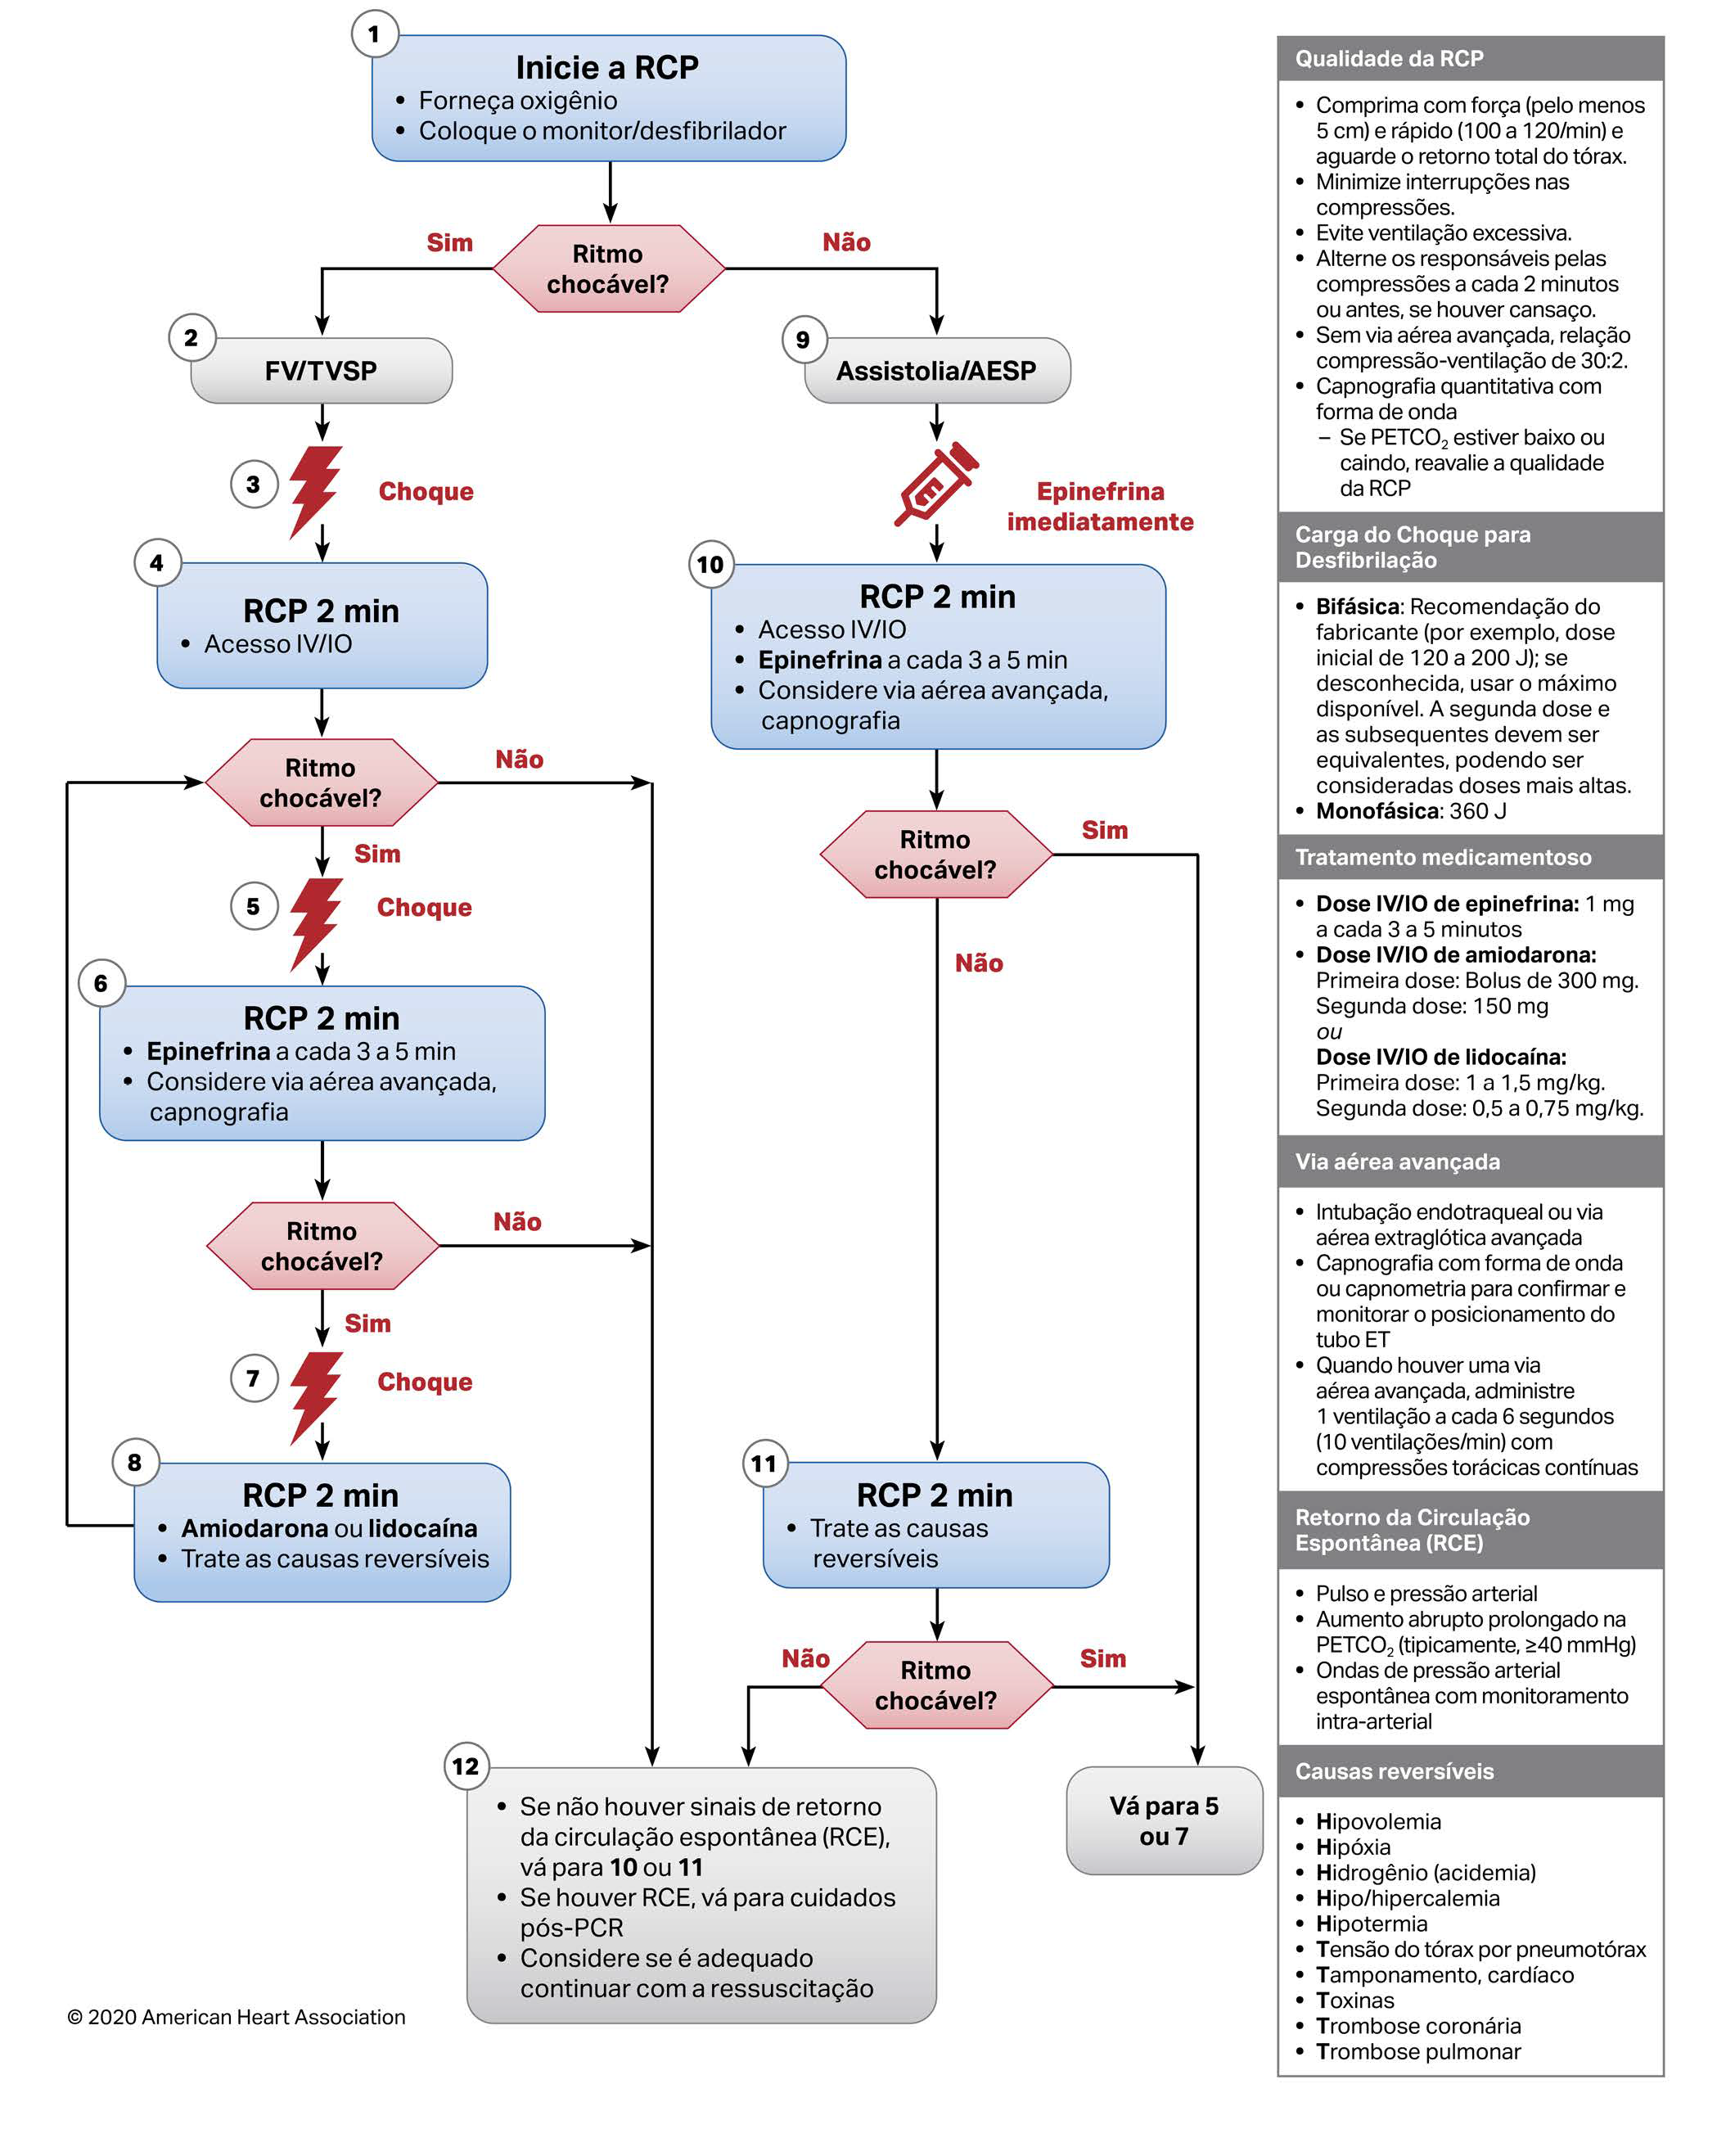 1
Inicie a RCP
• Forneça oxigênio
• Coloque o monitor/desfibrilador
Ritmo
chocável?
Sim
Não
2
FV/TVSP
9
Assistolia/AESP
3
Choque
Epinefrina
imediatamente
4
RCP 2 min
• Acesso IV/IO
10
RCP 2 min
• Acesso IV/IO
• Epinefrina a cada 3 a 5 min
• Considere via aérea avançada,
capnografia
Ritmo
chocável?
Não
Sim
Ritmo
chocável?
Sim
Não
5
Choque
6
RCP 2 min
• Epinefrina a cada 3 a 5 min
• Considere via aérea avançada,
capnografia
Ritmo
chocável?
Não
Sim
7
Choque
8
RCP 2 min
• Amiodarona ou lidocaína
• Trate as causas reversíveis
11
RCP 2 min
• Trate as causas
reversíveis
Não
Ritmo
chocável?
Sim
12
• Se não houver sinais de retorno
da circulação espontânea (RCE),
vá para 10 ou 11
• Se houver RCE, vá para cuidados
pós-PCR
• Considere se é adequado
continuar com a ressuscitação
Vá para 5
ou 7
© 2020 American Heart Association
Qualidade da RCP
• Comprima com força (pelo menos
5 cm) e rápido (100 a 120/min) e
aguarde o retorno total do tórax.
• Minimize interrupções nas
compressões.
• Evite ventilação excessiva.
• Alterne os responsáveis pelas
compressões a cada 2 minutos
ou antes, se houver cansaço.
• Sem via aérea avançada, relação
compressão-ventilação de 30:2.
• Capnografia quantitativa com
forma de onda
– Se PETCO₂ estiver baixo ou
caindo, reavalie a qualidade
da RCP
Carga do Choque para
Desfibrilação
• Bifásica: Recomendação do
fabricante (por exemplo, dose
inicial de 120 a 200 J); se
desconhecida, usar o máximo
disponível. A segunda dose e
as subsequentes devem ser
equivalentes, podendo ser
consideradas doses mais altas.
• Monofásica: 360 J
Tratamento medicamentoso
• Dose IV/IO de epinefrina: 1 mg
a cada 3 a 5 minutos
• Dose IV/IO de amiodarona:
Primeira dose: Bolus de 300 mg.
Segunda dose: 150 mg
ou
Dose IV/IO de lidocaína:
Primeira dose: 1 a 1,5 mg/kg.
Segunda dose: 0,5 a 0,75 mg/kg.
Via aérea avançada
• Intubação endotraqueal ou via
aérea extraglótica avançada
• Capnografia com forma de onda
ou capnometria para confirmar e
monitorar o posicionamento do
tubo ET
• Quando houver uma via
aérea avançada, administre
1 ventilação a cada 6 segundos
(10 ventilações/min) com
compressões torácicas contínuas
Retorno da Circulação
Espontânea (RCE)
• Pulso e pressão arterial
• Aumento abrupto prolongado na
PETCO₂ (tipicamente, ≥40 mmHg)
• Ondas de pressão arterial
espontânea com monitoramento
intra-arterial
Causas reversíveis
• Hipovolemia
• Hipóxia
• Hidrogênio (acidemia)
• Hipo/hipercalemia
• Hipotermia
• Tensão do tórax por pneumotórax
• Tamponamento, cardíaco
• Toxinas
• Trombose coronária
• Trombose pulmonar